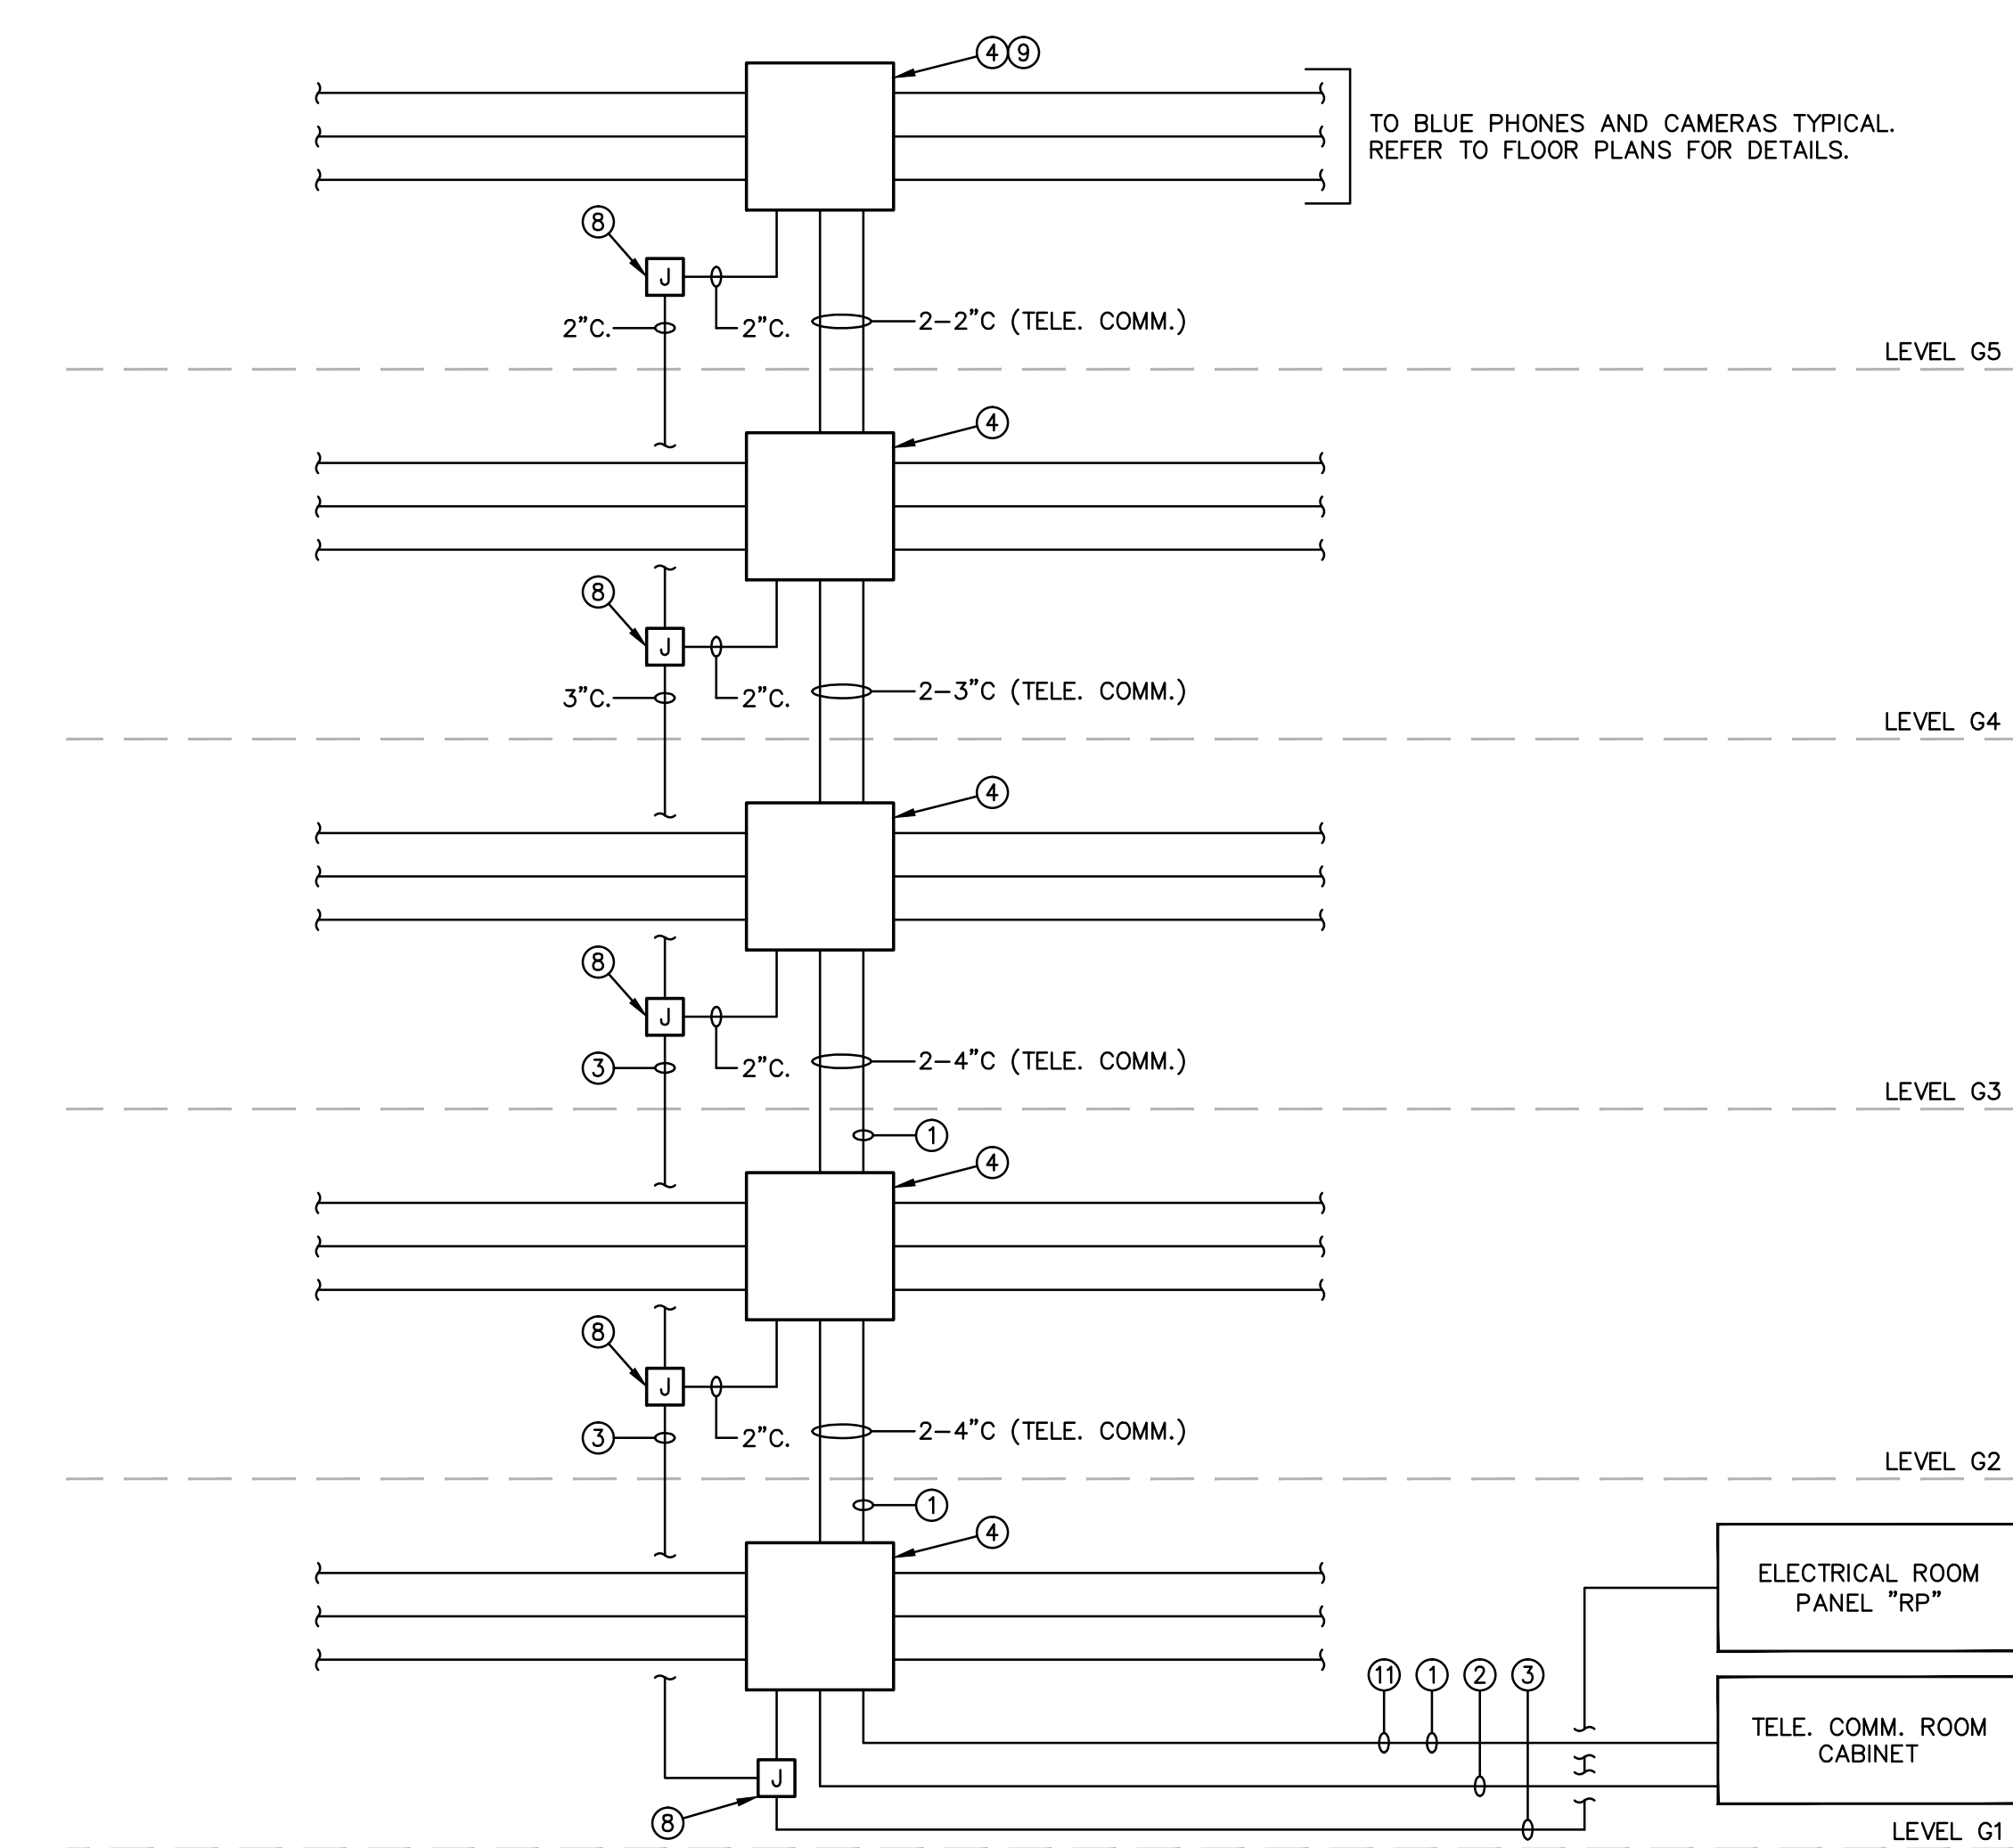 4 9
TO BLUE PHONES AND CAMERAS TYPICAL.
REFER TO FLOOR PLANS FOR DETAILS.
8
J
2"C.
2"C.
2-2"C (TELE. COMM.)
LEVEL G5
4
8
J
3"C.
2"C.
2-3"C (TELE. COMM.)
LEVEL G4
4
8
J
3
2"C.
2-4"C (TELE. COMM.)
LEVEL G3
1
4
8
J
3
2"C.
2-4"C (TELE. COMM.)
LEVEL G2
1
4
ELECTRICAL ROOM
PANEL "RP"
11 1 2 3
TELE. COMM. ROOM
CABINET
J
8
LEVEL G1